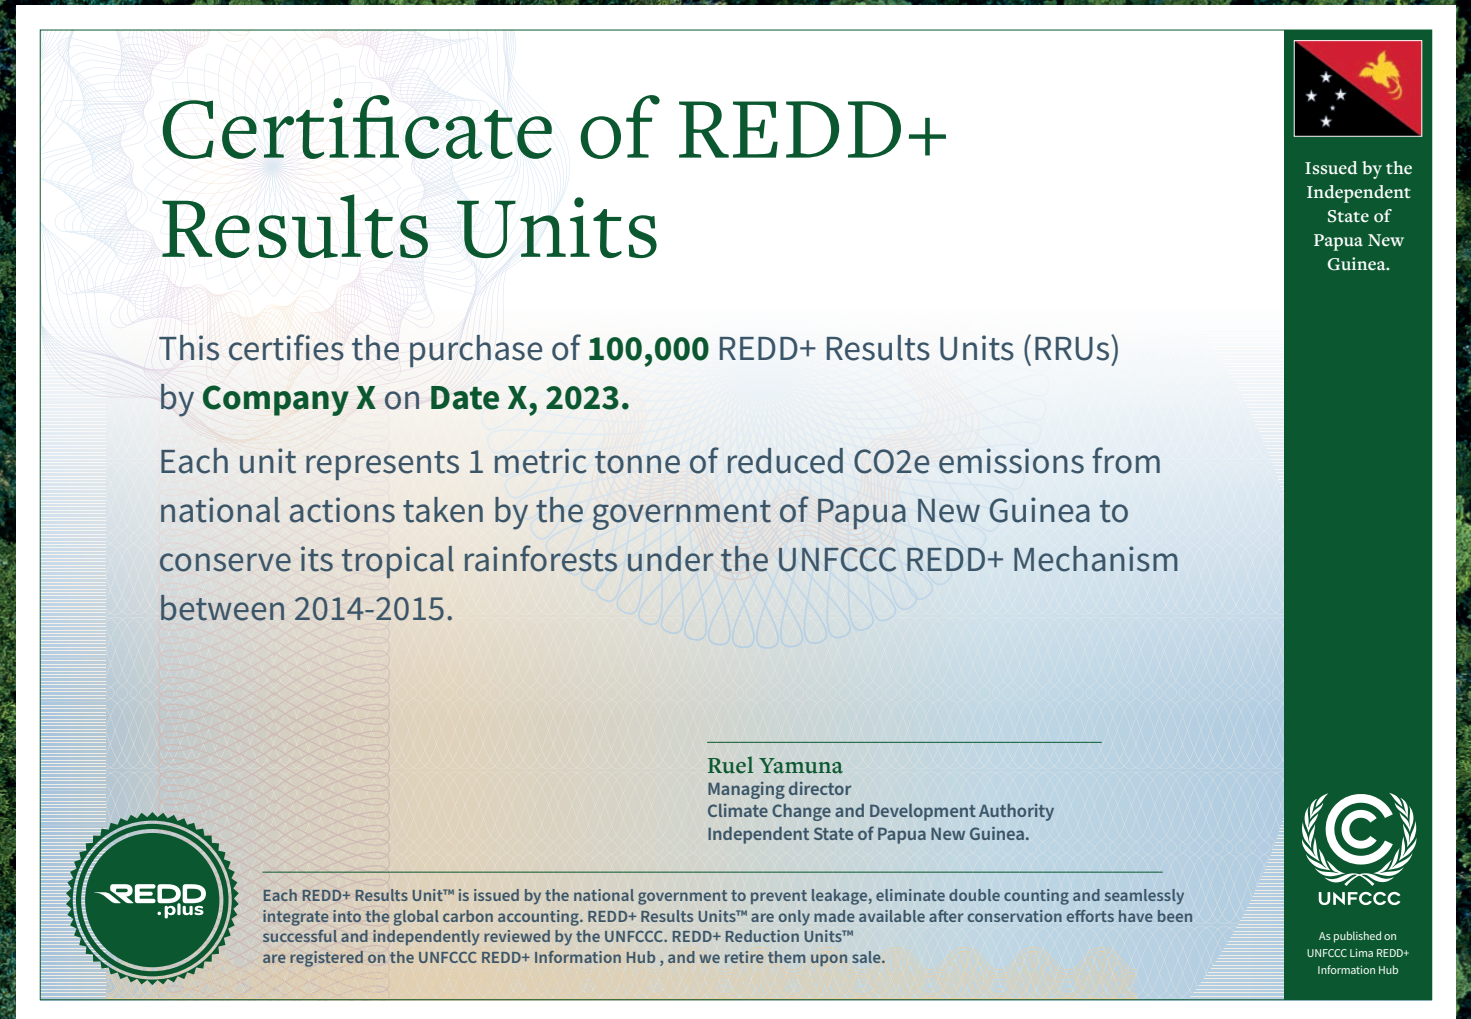 Certificate of REDD+
Results Units
This certifies the purchase of 100,000 REDD+ Results Units (RRUs)
by Company X on Date X, 2023.
Each unit represents 1 metric tonne of reduced CO2e emissions from
national actions taken by the government of Papua New Guinea to
conserve its tropical rainforests under the UNFCCC REDD+ Mechanism
between 2014-2015.
Ruel Yamuna
Managing director
Climate Change and Development Authority
Independent State of Papua New Guinea.
REDD
.plus
Each REDD+ Results Unit™ is issued by the national government to prevent leakage, eliminate double counting and seamlessly
integrate into the global carbon accounting. REDD+ Results Units™ are only made available after conservation efforts have been
successful and independently reviewed by the UNFCCC. REDD+ Reduction Units™
are registered on the UNFCCC REDD+ Information Hub , and we retire them upon sale.
Issued by the
Independent
State of
Papua New
Guinea.
UNFCCC
As published on
UNFCCC Lima REDD+
Information Hub